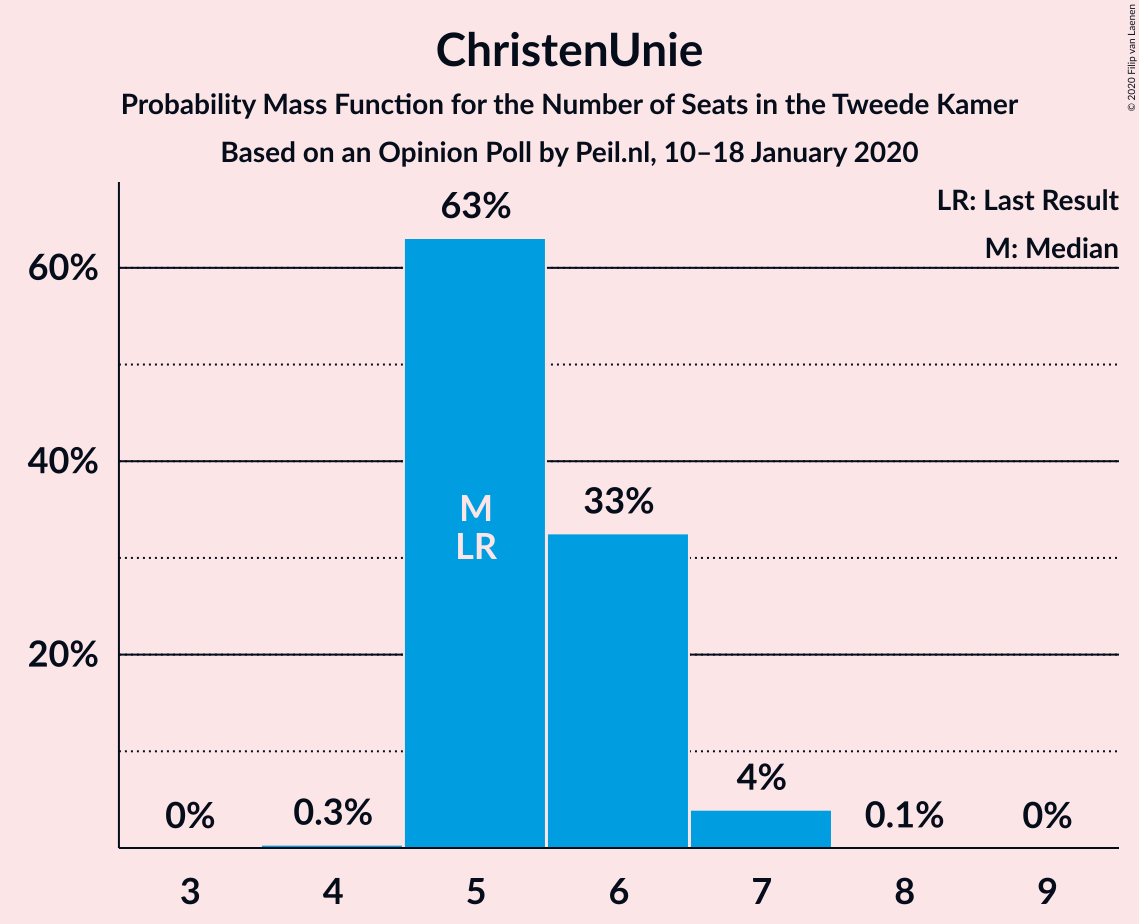 ChristenUnie
Probability Mass Function for the Number of Seats in the Tweede Kamer
Based on an Opinion Poll by Peil.nl, 10–18 January 2020
© 2020 Filip van Laenen
LR: Last Result
M: Median
60%
40%
20%
0%
0.3%
63%
33%
4%
0.1%
0%
M
LR
3 4 5 6 7 8 9